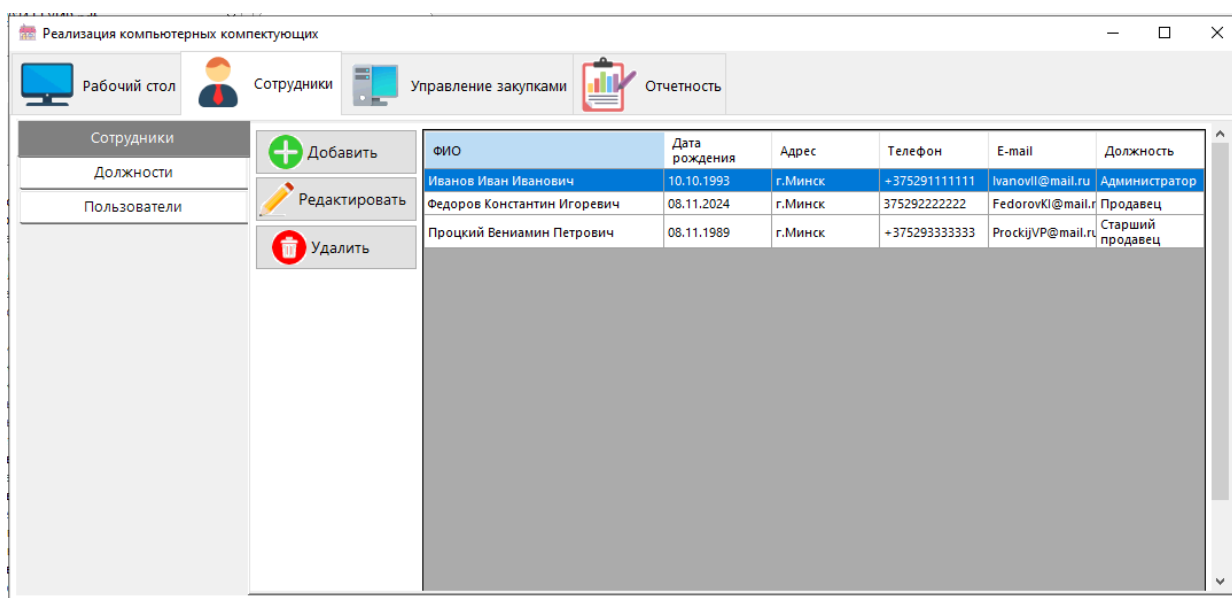 Реализация компьютерных компектующих
Рабочий стол
Сотрудники
Управление закупками
Отчетность
Сотрудники
Должности
Пользователи
Добавить
Редактировать
Удалить
ФИО Дата рождения Адрес Телефон E-mail Должность
Иванов Иван Иванович 10.10.1993 г.Минск +375291111111 IvanovII@mail.ru Администратор
Федоров Константин Игоревич 08.11.2024 г.Минск 375292222222 FedorovKI@mail.r Продавец
Процкий Вениамин Петрович 08.11.1989 г.Минск +375293333333 ProckijVP@mail.ru Старший продавец